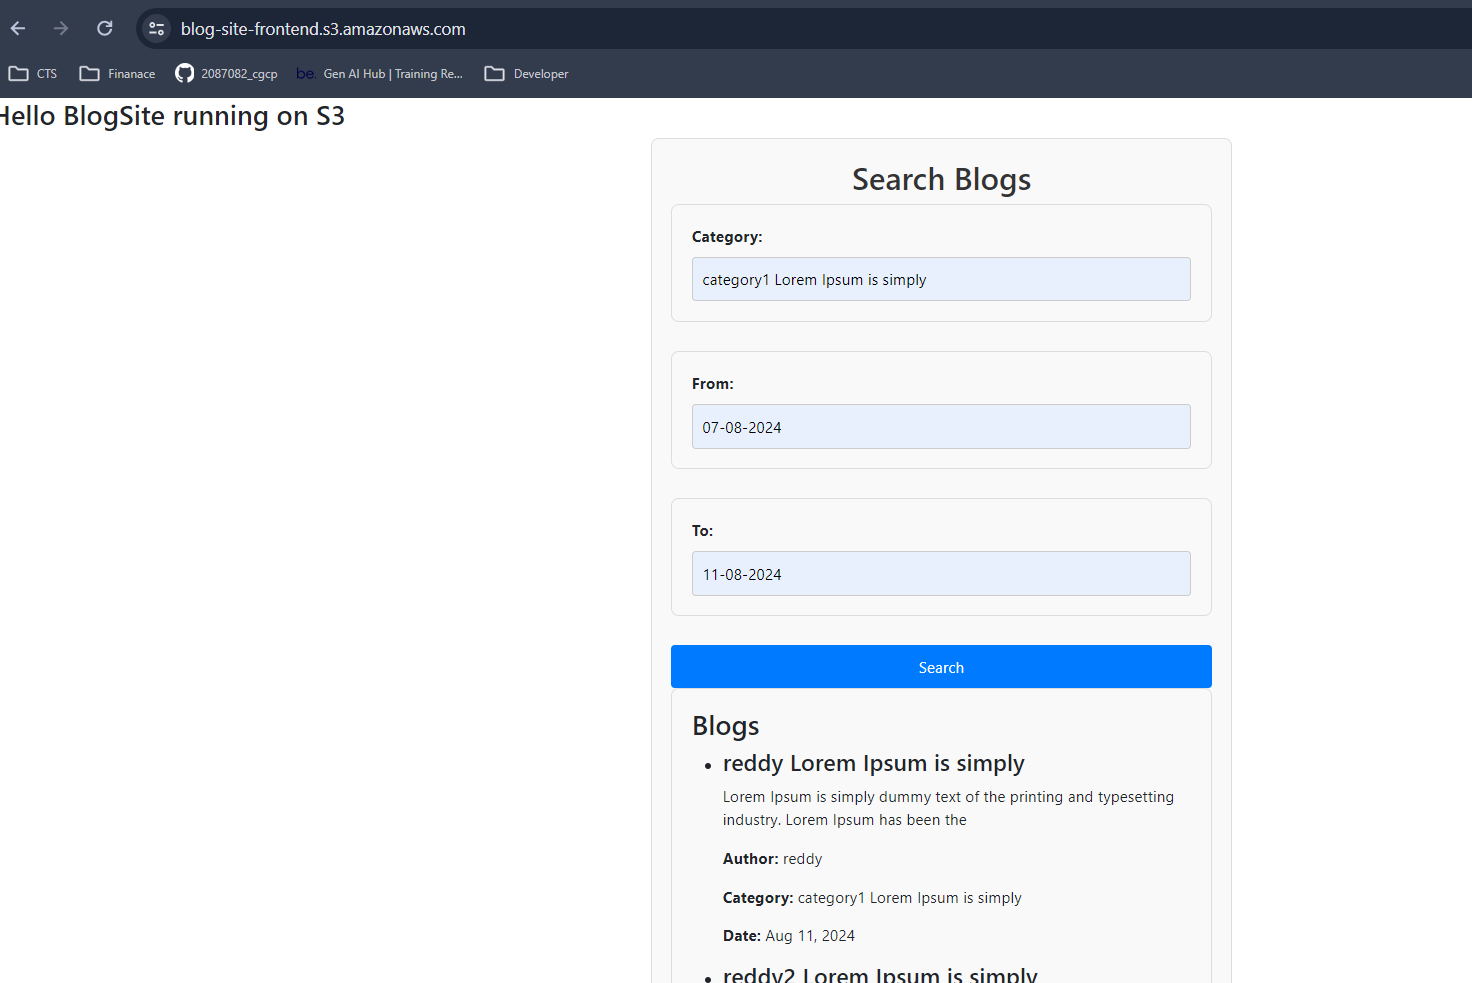 blog-site-frontend.s3.amazonaws.com
CTS Finanace 2087082_cgcp be. Gen AI Hub | Training Re... Developer
Hello BlogSite running on S3
Search Blogs
Category:
category1 Lorem Ipsum is simply
From:
07-08-2024
To:
11-08-2024
Search
Blogs
reddy Lorem Ipsum is simply
Lorem Ipsum is simply dummy text of the printing and typesetting
industry. Lorem Ipsum has been the
Author: reddy
Category: category1 Lorem Ipsum is simply
Date: Aug 11, 2024
reddy2 Lorem Ipsum is simply